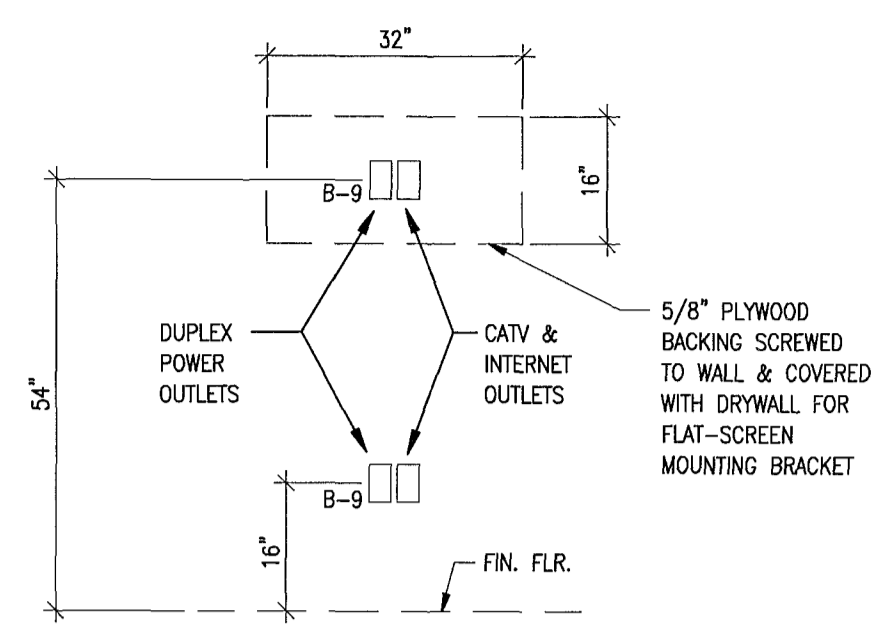 32"
16"
B-9
54"
DUPLEX
POWER
OUTLETS
CATV &
INTERNET
OUTLETS
5/8" PLYWOOD
BACKING SCREWED
TO WALL & COVERED
WITH DRYWALL FOR
FLAT-SCREEN
MOUNTING BRACKET
B-9
16"
FIN. FLR.